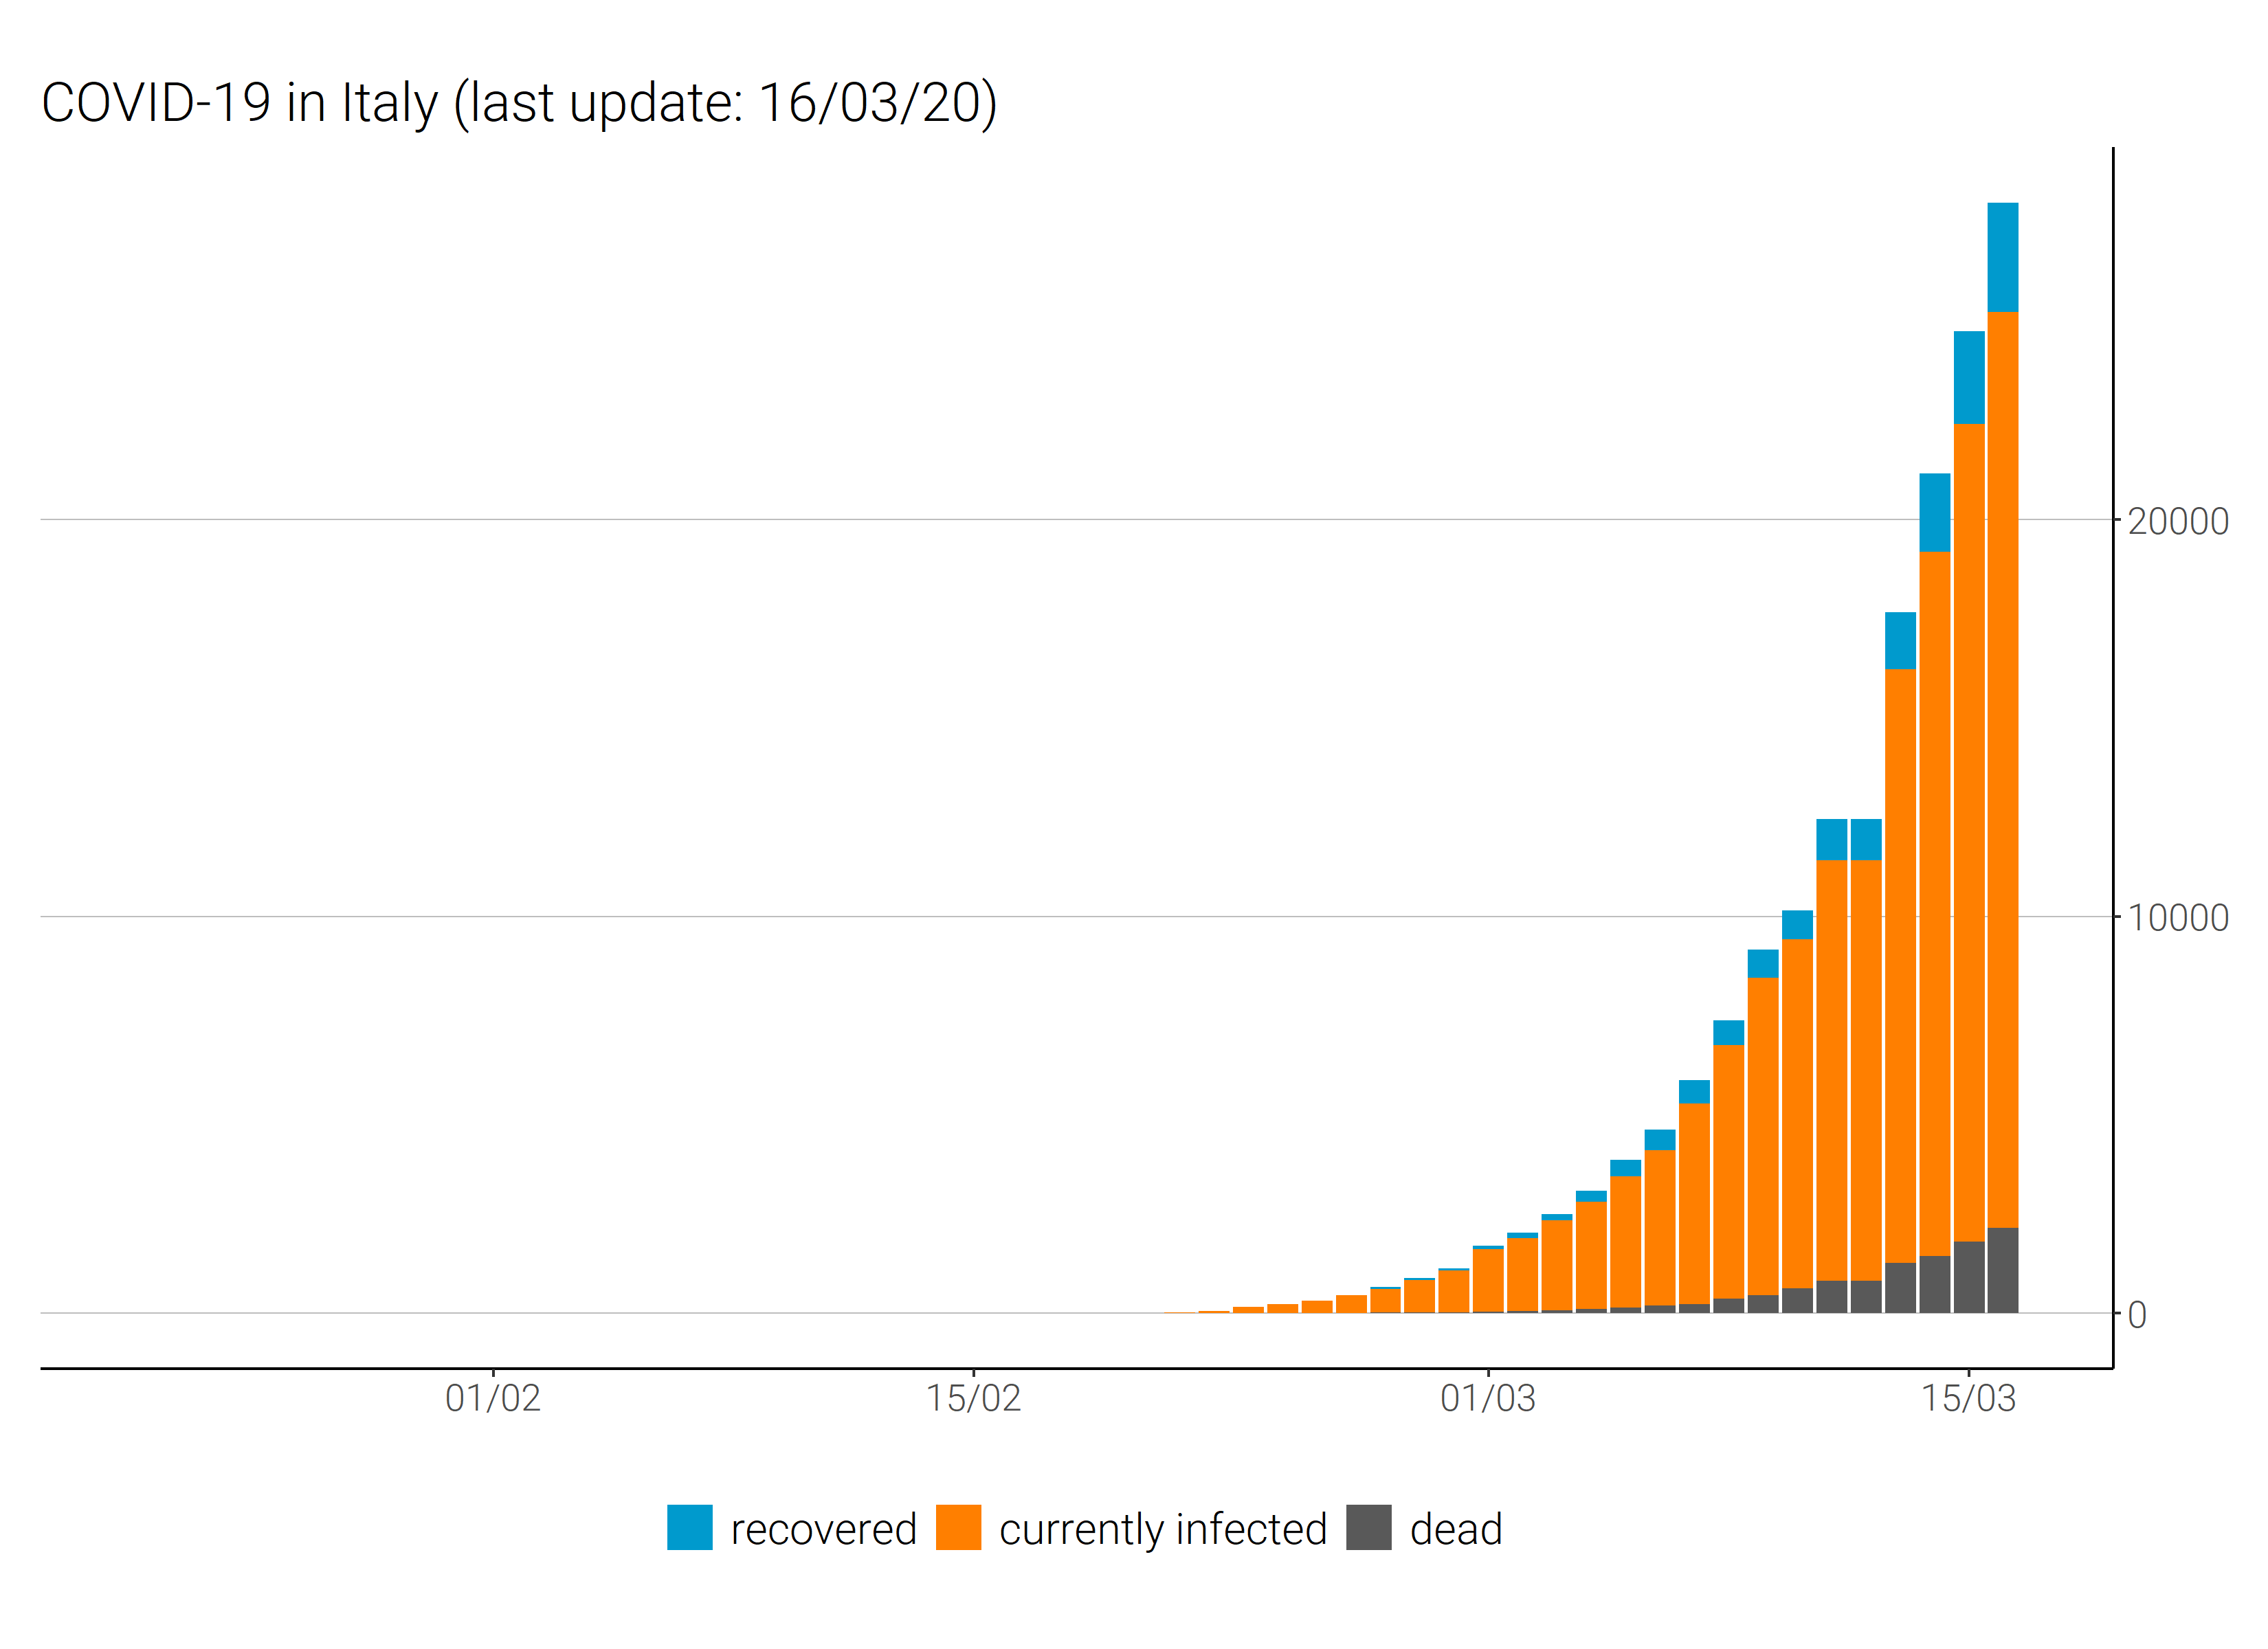 COVID-19 in Italy (last update: 16/03/20)
20000
10000
0
01/02 15/02 01/03 15/03
recovered currently infected dead